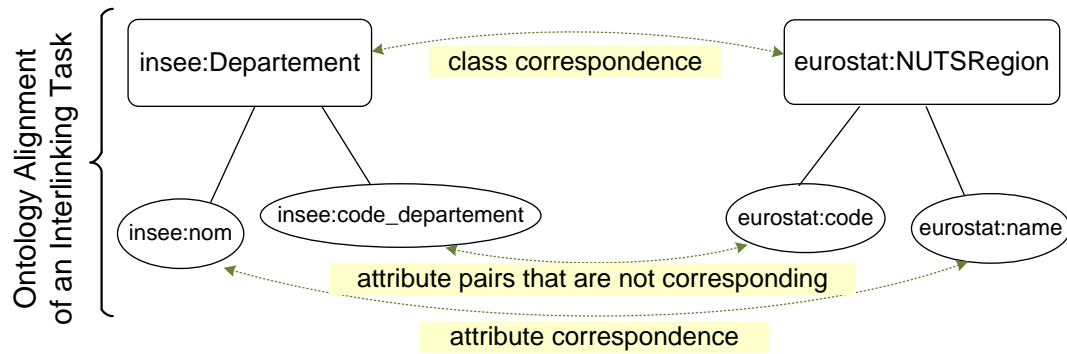 Ontology Alignment
of an Interlinking Task
insee:Departement
class correspondence
eurostat:NUTSRegion
insee:nom
insee:code_departement
eurostat:code
eurostat:name
attribute pairs that are not corresponding
attribute correspondence